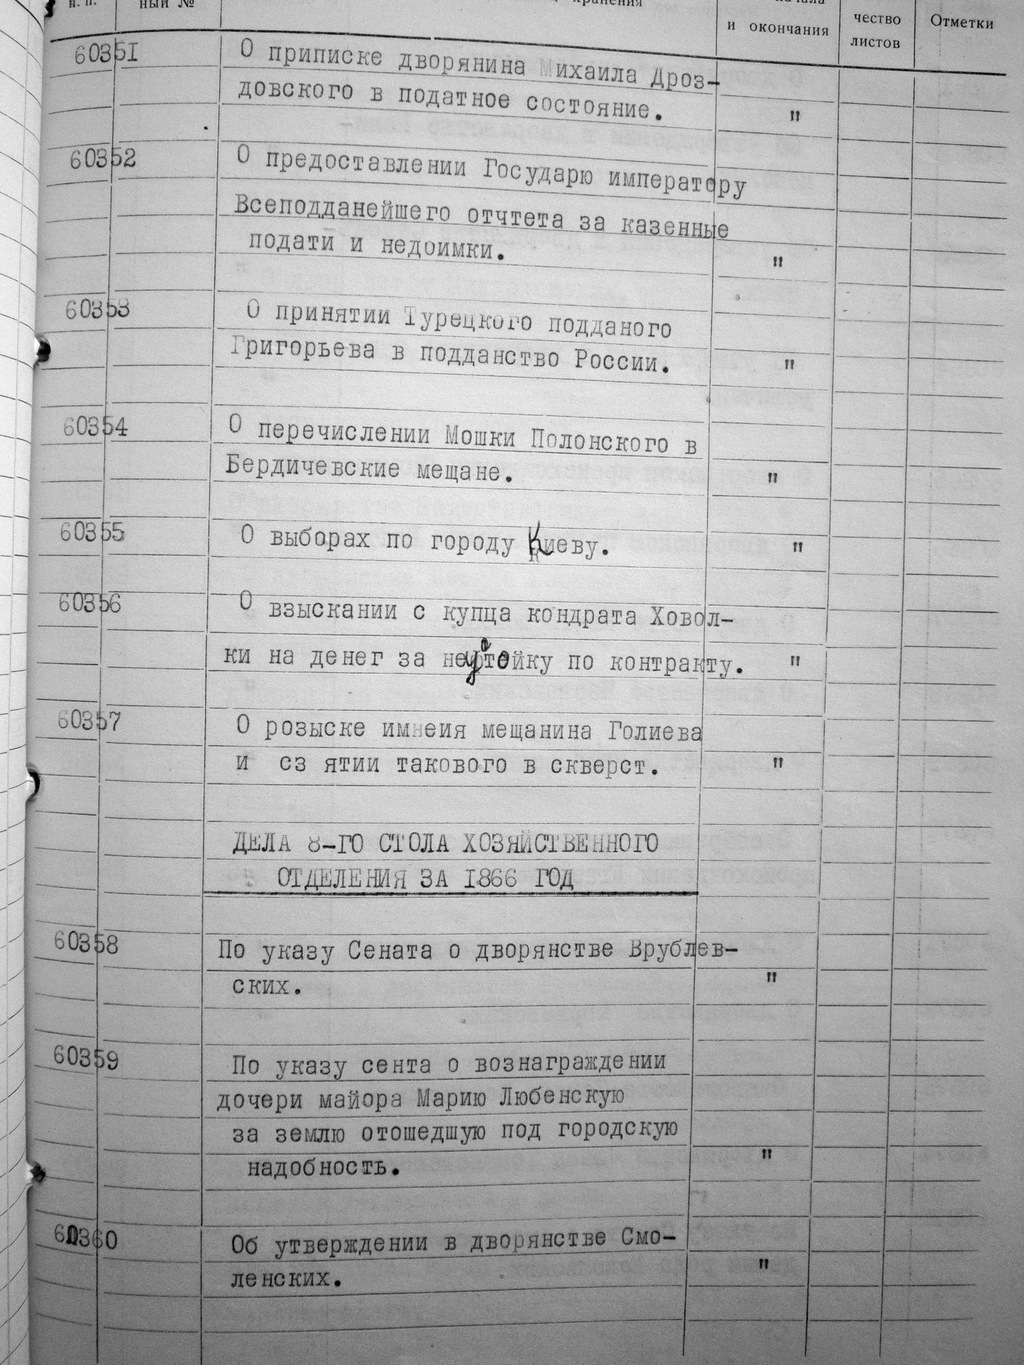 п. п.
ный №
хранения
начала
и окончания
чество
листов
Отметки
60351 О приписке дворянина Михаила Дроз-
довского в податное состояние. "
60352 О предоставлении Государю императору
Всеподданейшего отчтета за казенные
подати и недоимки. "
60353 О принятии Турецкого подданого
Григорьева в подданство России. "
60354 О перечислении Мошки Полонского в
Бердичевские мещане. "
60355 О выборах по городу Киеву. "
60356 О взыскании с купца кондрата Ховол-
ки на денег за неустойку по контракту. "
60357 О розыске имнеия мещанина Голиева
и сз ятии такового в скверст. "
ДЕЛА 8-ГО СТОЛА ХОЗЯЙСТВЕННОГО
ОТДЕЛЕНИЯ ЗА 1866 ГОД
60358 По указу Сената о дворянстве Врублев-
ских. "
60359 По указу сента о вознаграждении
дочери майора Марию Любенскую
за землю отошедшую под городскую
надобность. "
60360 Об утверждении в дворянстве Смо-
ленских. "